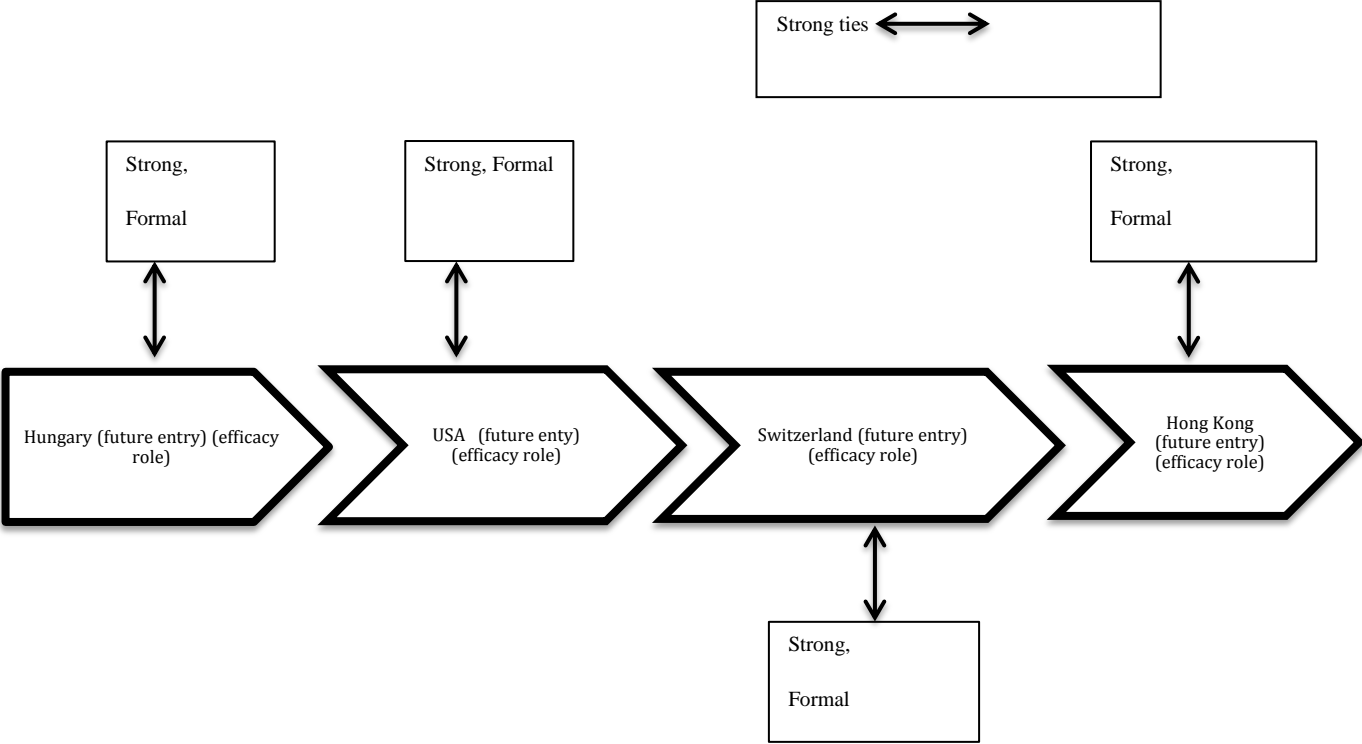 Strong ties
Strong,
Formal
Strong, Formal
Strong,
Formal
Hungary (future entry) (efficacy
role)
USA (future enty)
(efficacy role)
Switzerland (future entry)
(efficacy role)
Hong Kong
(future entry)
(efficacy role)
Strong,
Formal